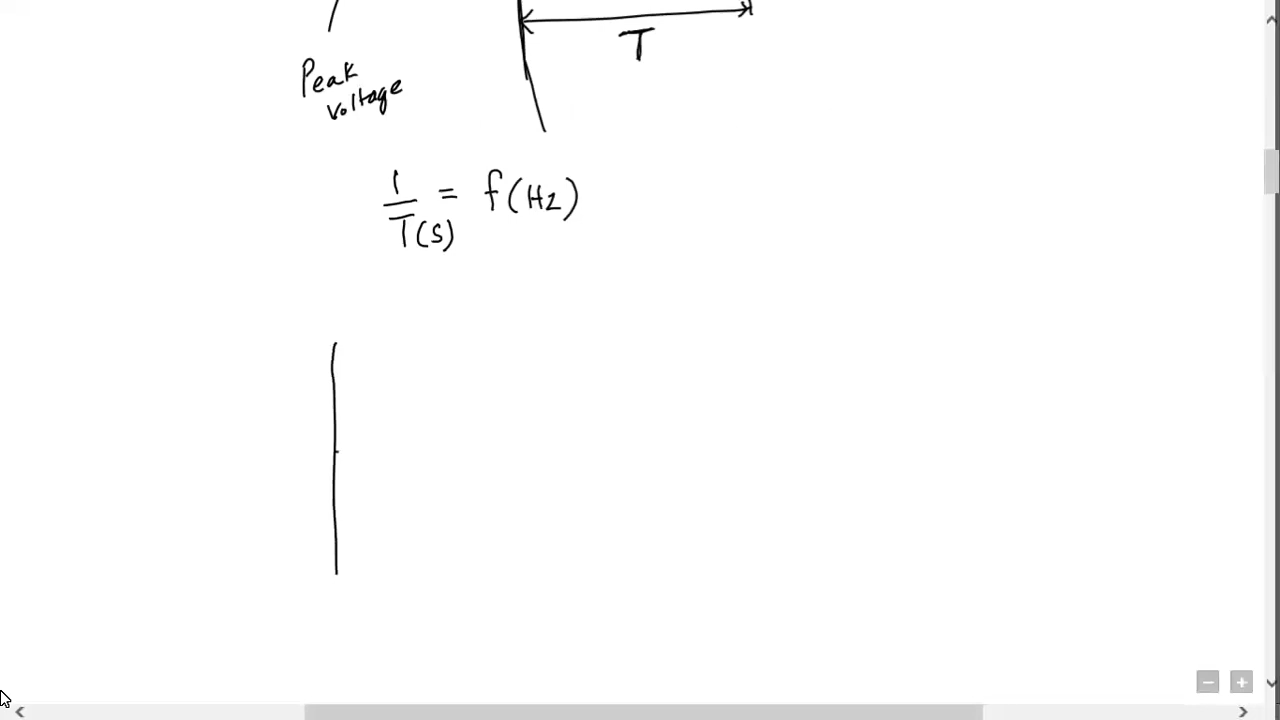 T
Peak
voltage
1
— = f(Hz)
T(s)